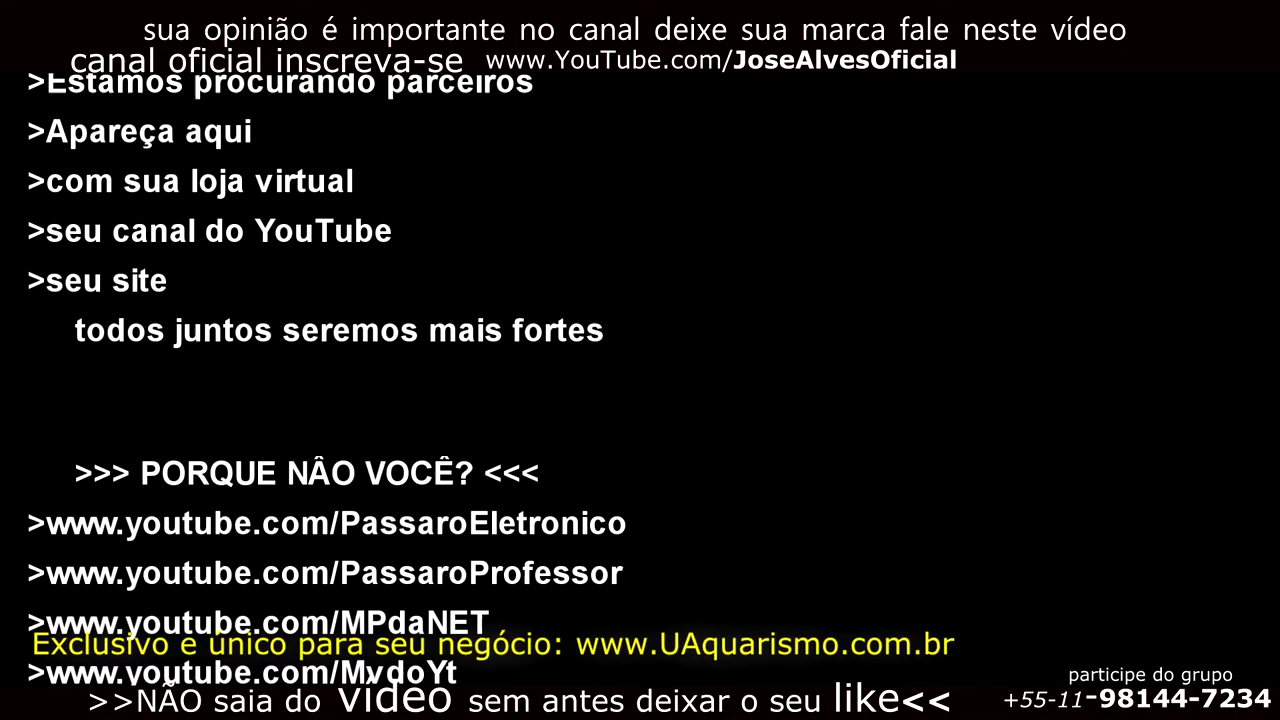 sua opinião é importante no canal deixe sua marca fale neste vídeo
canal oficial inscreva-se www.YouTube.com/JoseAlvesOficial
>Estamos procurando parceiros
>Apareça aqui
>com sua loja virtual
>seu canal do YouTube
>seu site
todos juntos seremos mais fortes
>>> PORQUE NÃO VOCÊ? <<<
>www.youtube.com/PassaroEletronico
>www.youtube.com/PassaroProfessor
>www.youtube.com/MPdaNET
Exclusivo e único para seu negócio: www.UAquarismo.com.br
>www.youtube.com/MvdoYt
participe do grupo
>>NÃO saia do vídeo sem antes deixar o seu like<<
+55-11-98144-7234